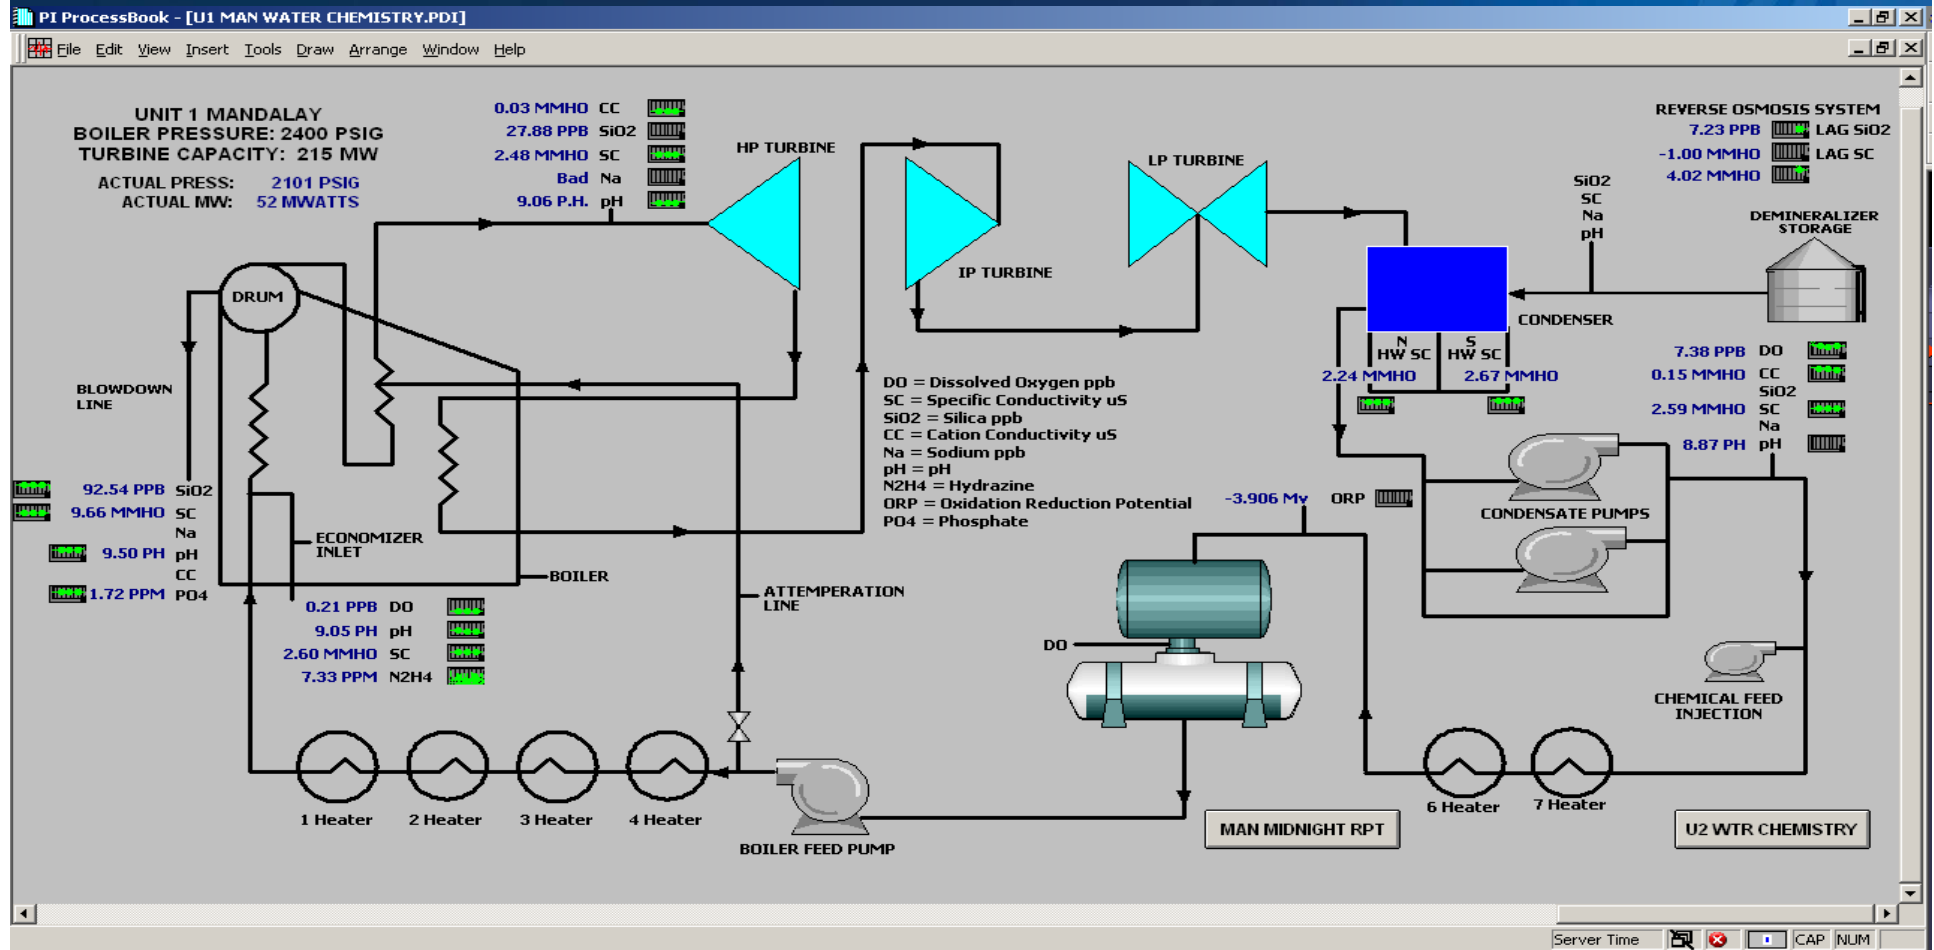 PI ProcessBook - [U1 MAN WATER CHEMISTRY.PDI]
File Edit View Insert Tools Draw Arrange Window Help
UNIT 1 MANDALAY
BOILER PRESSURE: 2400 PSIG
TURBINE CAPACITY: 215 MW
ACTUAL PRESS: 2101 PSIG
ACTUAL MW: 52 MWATTS
0.03 MMHO CC
27.88 PPB SiO2
2.48 MMHO SC
Bad Na
9.06 P.H. pH
HP TURBINE
IP TURBINE
LP TURBINE
REVERSE OSMOSIS SYSTEM
7.23 PPB LAG SiO2
-1.00 MMHO LAG SC
4.02 MMHO
SiO2
SC
Na
pH
DEMINERALIZER
STORAGE
CONDENSER
N
HW SC
S
HW SC
2.24 MMHO
2.67 MMHO
7.38 PPB DO
0.15 MMHO CC
SiO2
2.59 MMHO SC
Na
8.87 PH pH
DRUM
BLOWDOWN
LINE
92.54 PPB SiO2
9.66 MMHO SC
Na
9.50 PH pH
CC
1.72 PPM PO4
ECONOMIZER
INLET
BOILER
0.21 PPB DO
9.05 PH pH
2.60 MMHO SC
7.33 PPM N2H4
ATTEMPERATION
LINE
DO = Dissolved Oxygen ppb
SC = Specific Conductivity uS
SiO2 = Silica ppb
CC = Cation Conductivity uS
Na = Sodium ppb
pH = pH
N2H4 = Hydrazine
ORP = Oxidation Reduction Potential
PO4 = Phosphate
-3.906 Mv ORP
CONDENSATE PUMPS
DO
CHEMICAL FEED
INJECTION
1 Heater
2 Heater
3 Heater
4 Heater
BOILER FEED PUMP
6 Heater
7 Heater
MAN MIDNIGHT RPT
U2 WTR CHEMISTRY
Server Time
CAP NUM